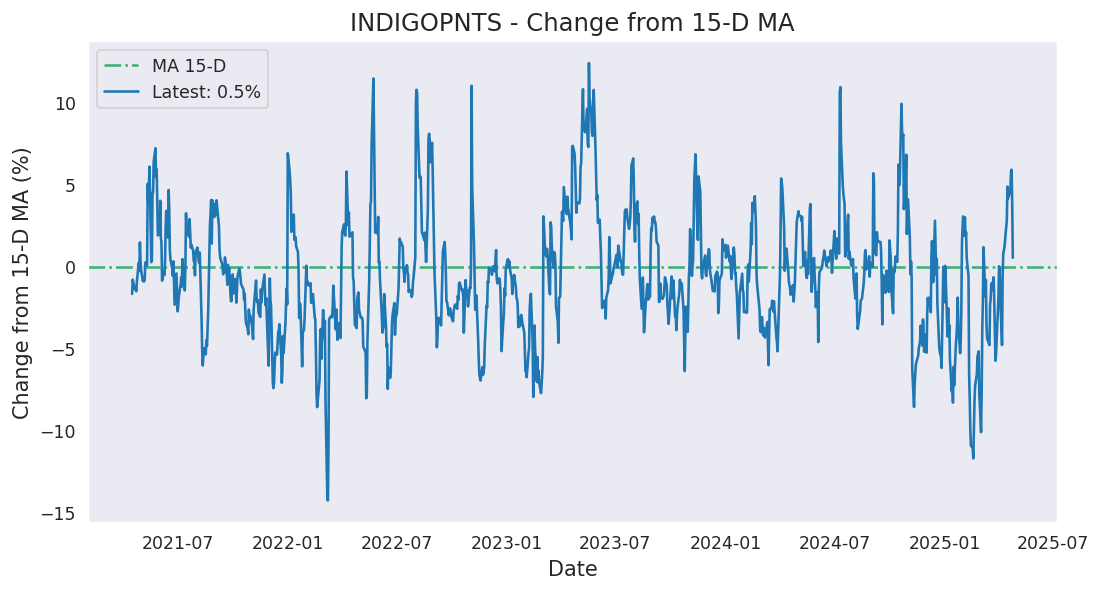 INDIGOPNTS - Change from 15-D MA
MA 15-D
Latest: 0.5%
Change from 15-D MA (%)
10
5
0
−5
−10
−15
2021-07 2022-01 2022-07 2023-01 2023-07 2024-01 2024-07 2025-01 2025-07
Date